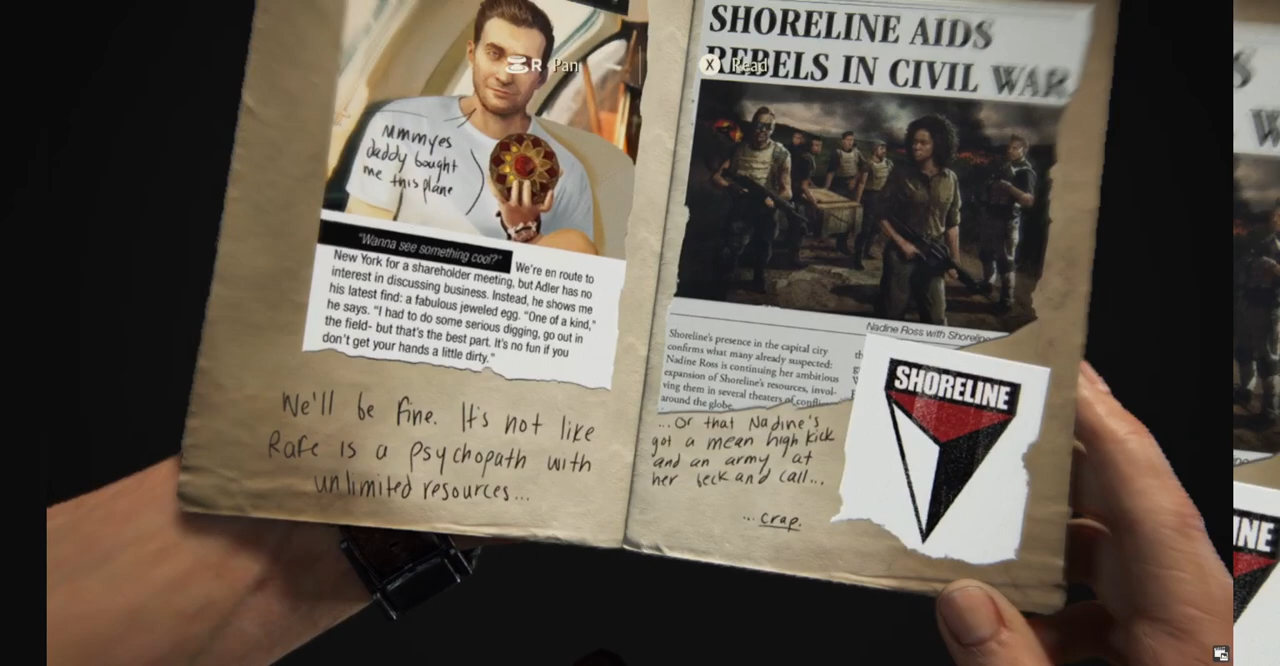 Mmmyes
daddy bought
me this plane
"Wanna see something cool?" We're en route to
New York for a shareholder meeting, but Adler has no
interest in discussing business. Instead, he shows me
his latest find: a fabulous jeweled egg. "One of a kind,"
he says. "I had to do some serious digging, go out in
the field- but that's the best part. It's no fun if you
don't get your hands a little dirty."
We'll be fine. It's not like
Rafe is a psychopath with
unlimited resources...
R Pan
X Read
SHORELINE AIDS
REBELS IN CIVIL WAR
Nadine Ross with Shoreline
Shoreline's presence in the capital city
confirms what many already suspected:
Nadine Ross is continuing her ambitious
expansion of Shoreline's resources, invol-
ving them in several theaters of conflict
around the globe.
...Or that Nadine's
got a mean high kick
and an army at
her beck and call...
...crap.
SHORELINE